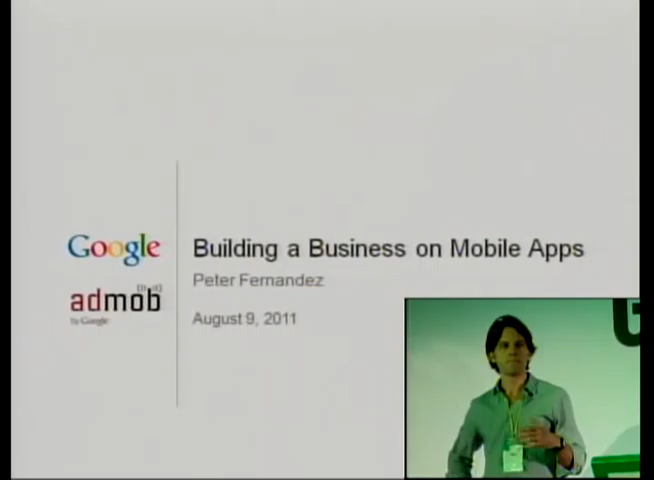 Google
Building a Business on Mobile Apps
admob
by Google
Peter Fernandez
August 9, 2011